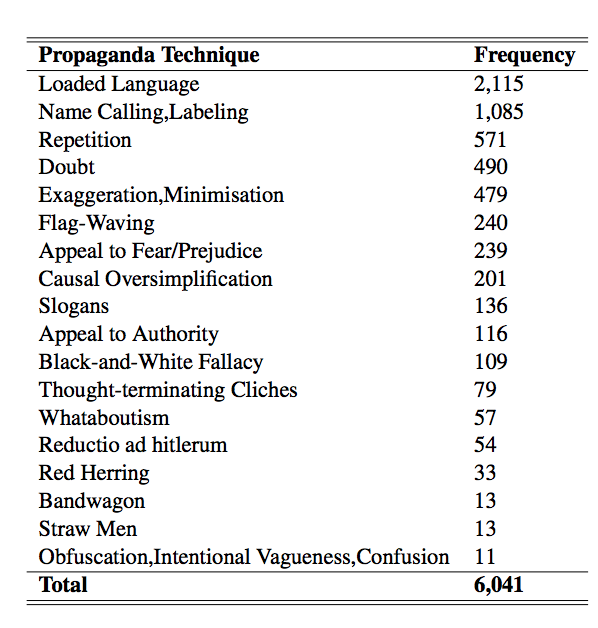 Propaganda Technique Frequency
Loaded Language 2,115
Name Calling,Labeling 1,085
Repetition 571
Doubt 490
Exaggeration,Minimisation 479
Flag-Waving 240
Appeal to Fear/Prejudice 239
Causal Oversimplification 201
Slogans 136
Appeal to Authority 116
Black-and-White Fallacy 109
Thought-terminating Cliches 79
Whataboutism 57
Reductio ad hitlerum 54
Red Herring 33
Bandwagon 13
Straw Men 13
Obfuscation,Intentional Vagueness,Confusion 11
Total 6,041